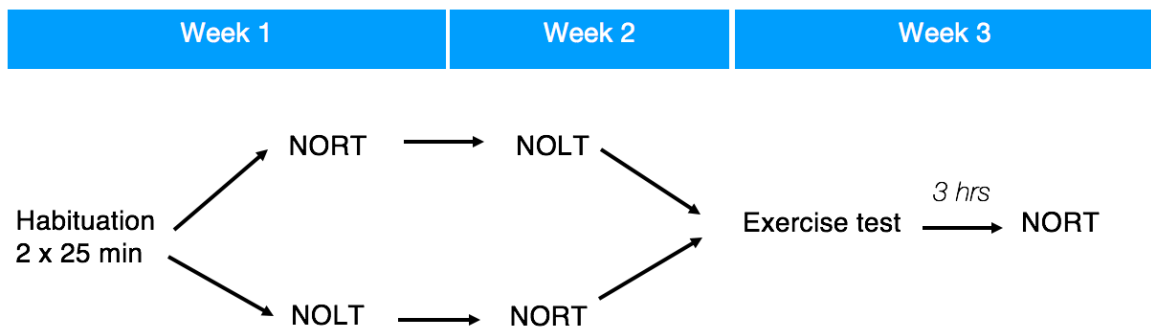 Week 1
Week 2
Week 3
NORT
NOLT
Habituation
2 x 25 min
Exercise test
3 hrs
NORT
NOLT
NORT